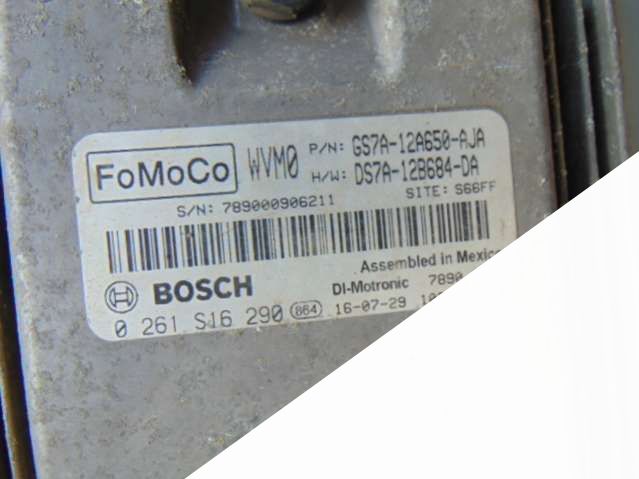 FoMoCo WVM0 P/N: GS7A-12A650-AJA
H/W: DS7A-12B684-DA
S/N: 789000906211 SITE: S66FF
Assembled in Mexico
BOSCH DI-Motronic 7890
0 261 S16 290 864 16-07-29